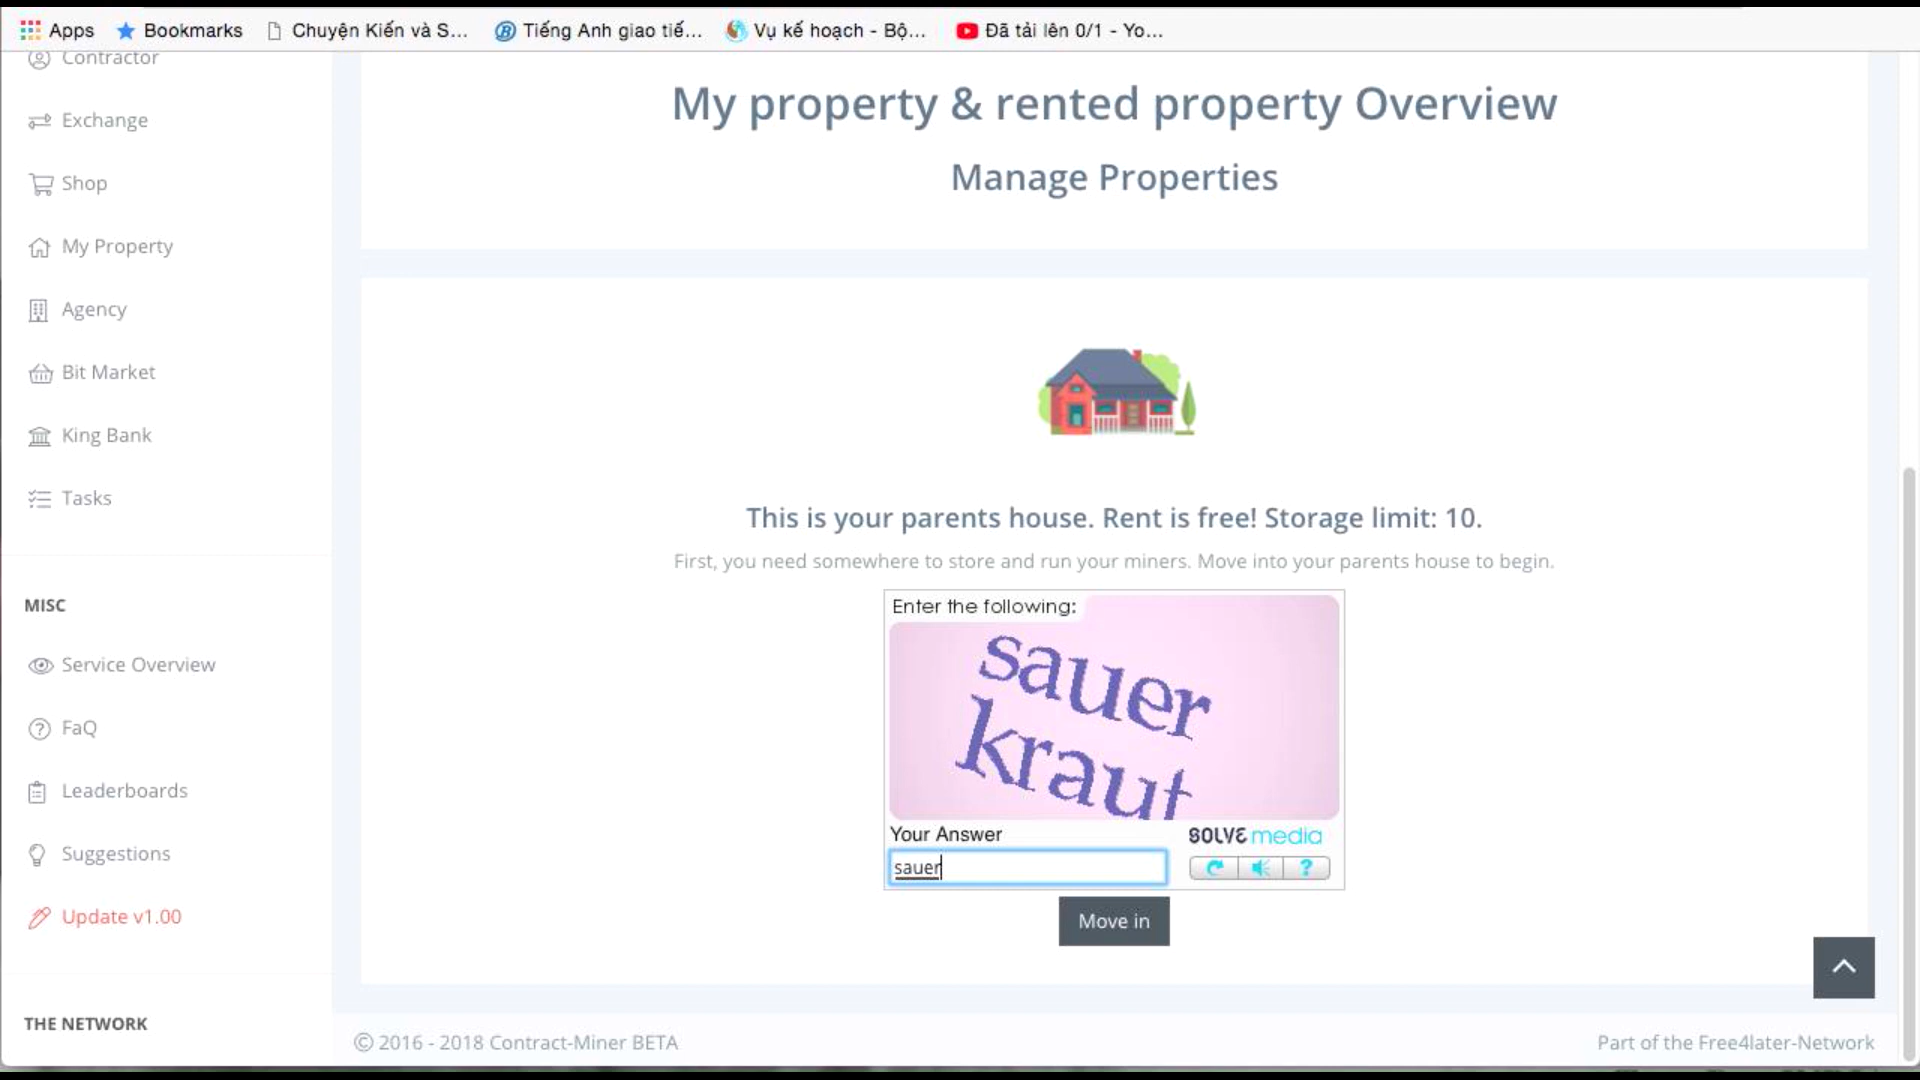 Apps Bookmarks Chuyện Kiến và S... Tiếng Anh giao tiế... Vụ kế hoạch - Bộ... Đã tải lên 0/1 - Yo...
Contractor
Exchange
Shop
My Property
Agency
Bit Market
King Bank
Tasks
MISC
Service Overview
FaQ
Leaderboards
Suggestions
Update v1.00
THE NETWORK
My property & rented property Overview
Manage Properties
This is your parents house. Rent is free! Storage limit: 10.
First, you need somewhere to store and run your miners. Move into your parents house to begin.
Enter the following:
sauer
kraut
Your Answer
SOLVE media
sauer
Move in
© 2016 - 2018 Contract-Miner BETA
Part of the Free4later-Network